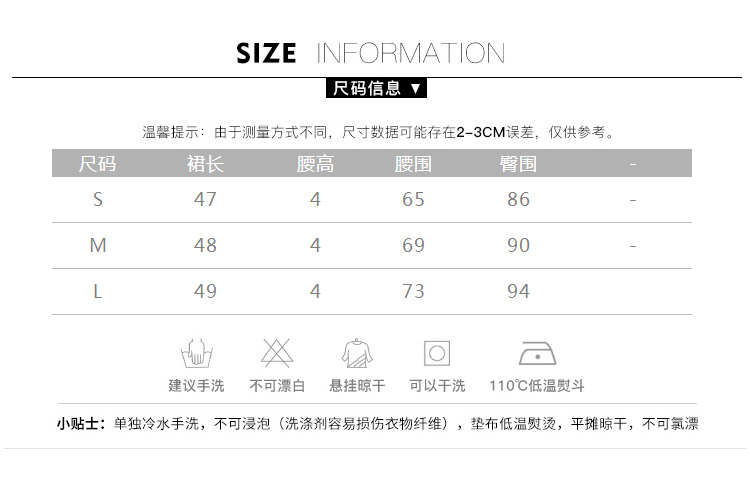 SIZE INFORMATION
尺码信息 ▼
温馨提示：由于测量方式不同，尺寸数据可能存在2-3CM误差，仅供参考。
尺码 裙长 腰高 腰围 臀围 -
S 47 4 65 86 -
M 48 4 69 90 -
L 49 4 73 94
建议手洗 不可漂白 悬挂晾干 可以干洗 110℃低温熨斗
小贴士：单独冷水手洗，不可浸泡（洗涤剂容易损伤衣物纤维），垫布低温熨烫，平摊晾干，不可氯漂